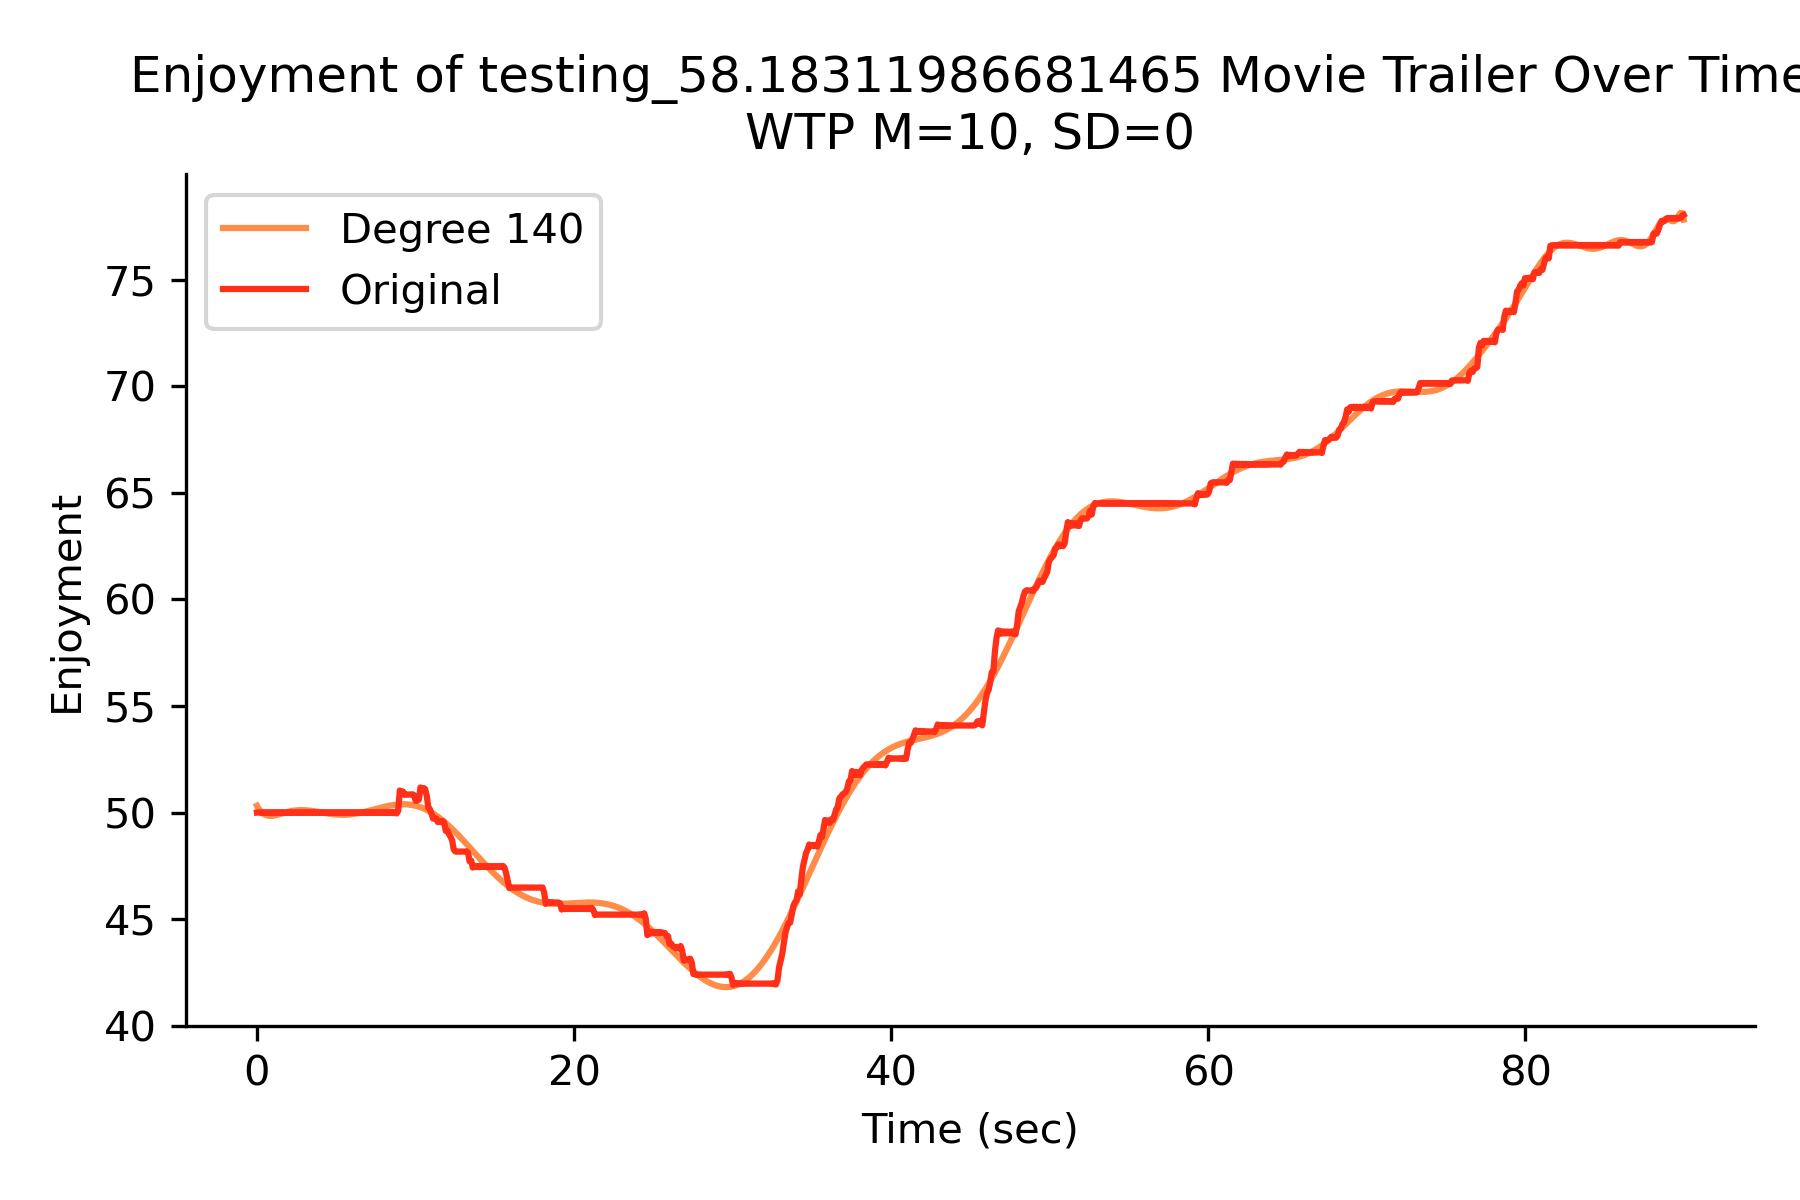 Enjoyment of testing_58.18311986681465 Movie Trailer Over Time
WTP M=10, SD=0
Degree 140
Original
75
70
65
60
55
50
45
40
Enjoyment
0 20 40 60 80
Time (sec)